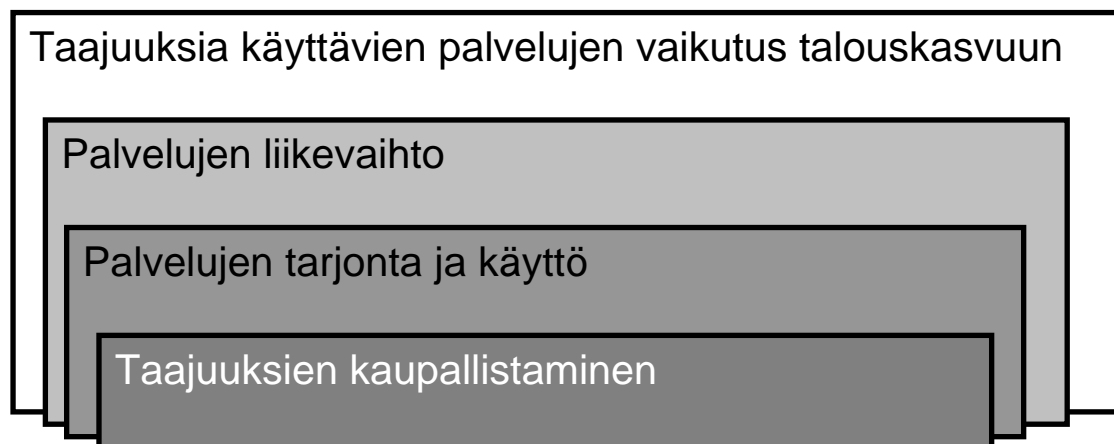 Taajuuksia käyttävien palvelujen vaikutus talouskasvuun
Palvelujen liikevaihto
Palvelujen tarjonta ja käyttö
Taajuuksien kaupallistaminen